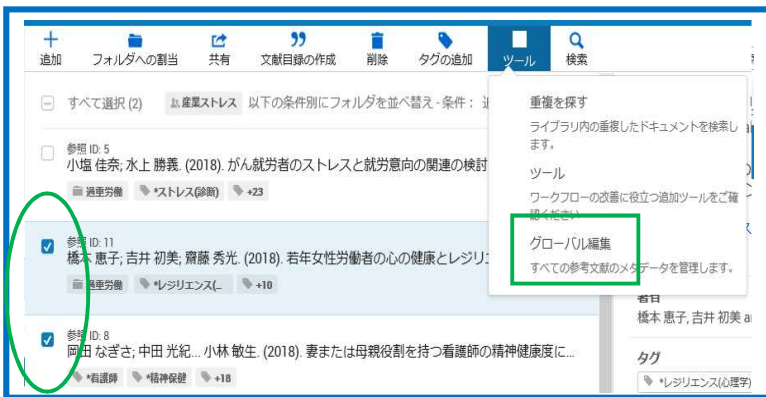 追加 フォルダへの割当 共有 文献目録の作成 削除 タグの追加 ツール 検索
すべて選択 (2) 産業ストレス 以下の条件別にフォルダを並べ替え - 条件：
重複を探す
ライブラリ内の重複したドキュメントを検索し
ます。
ツール
ワークフローの改善に役立つ追加ツールをご確
認ください
グローバル編集
すべての参考文献のメタデータを管理します。
参照 ID: 5
小塩 佳奈; 水上 勝義. (2018). がん就労者のストレスと就労意向の関連の検討
過重労働 *ストレス(診断) +23
参照 ID: 11
橋本 恵子; 吉井 初美; 齋藤 秀光. (2018). 若年女性労働者の心の健康とレジリ
過重労働 *レジリエンス(... +10
参照 ID: 8
岡田 なぎさ; 中田 光紀... 小林 敏生. (2018). 妻または母親役割を持つ看護師の精神健康度に...
*看護師 *精神保健 +18
著者
橋本 恵子, 吉井 初美 a
タグ
*レジリエンス(心理学)